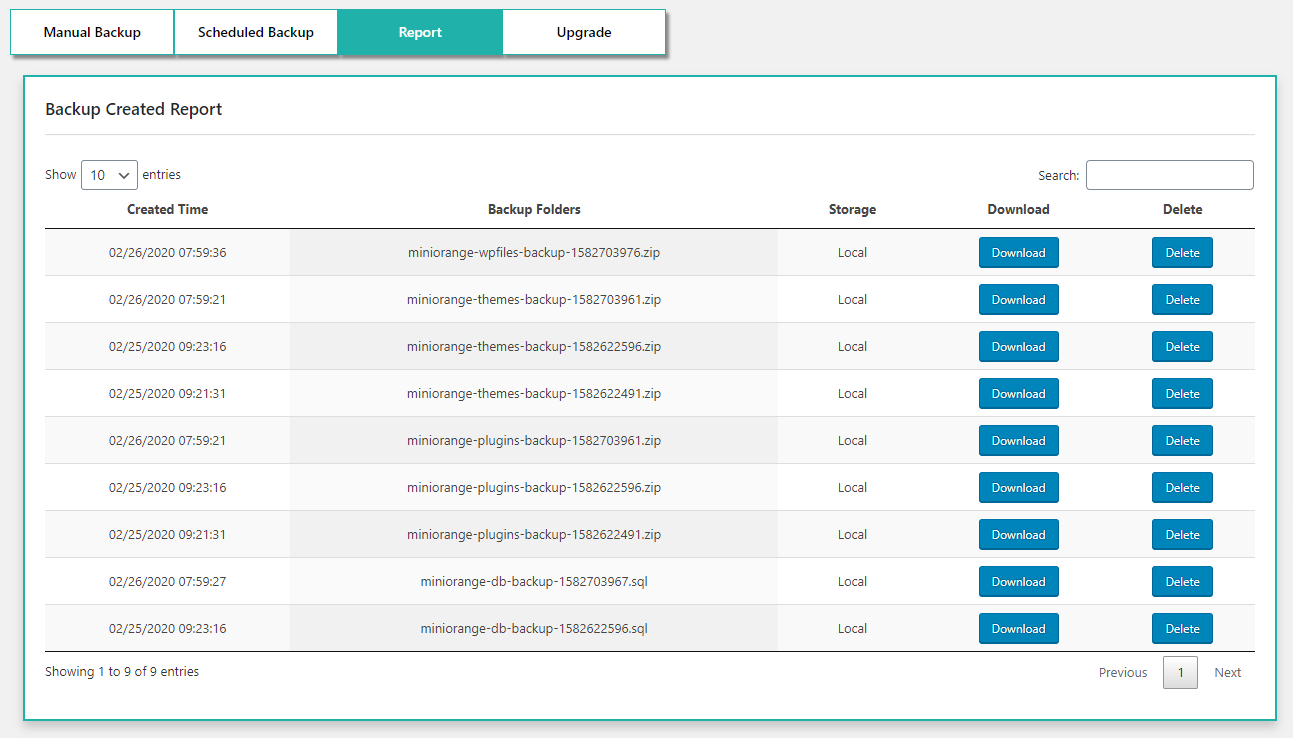 Manual Backup Scheduled Backup Report Upgrade
Backup Created Report
Show 10 entries Search:
Created Time Backup Folders Storage Download Delete
02/26/2020 07:59:36 miniorange-wpfiles-backup-1582703976.zip Local Download Delete
02/26/2020 07:59:21 miniorange-themes-backup-1582703961.zip Local Download Delete
02/25/2020 09:23:16 miniorange-themes-backup-1582622596.zip Local Download Delete
02/25/2020 09:21:31 miniorange-themes-backup-1582622491.zip Local Download Delete
02/26/2020 07:59:21 miniorange-plugins-backup-1582703961.zip Local Download Delete
02/25/2020 09:23:16 miniorange-plugins-backup-1582622596.zip Local Download Delete
02/25/2020 09:21:31 miniorange-plugins-backup-1582622491.zip Local Download Delete
02/26/2020 07:59:27 miniorange-db-backup-1582703967.sql Local Download Delete
02/25/2020 09:23:16 miniorange-db-backup-1582622596.sql Local Download Delete
Showing 1 to 9 of 9 entries Previous 1 Next